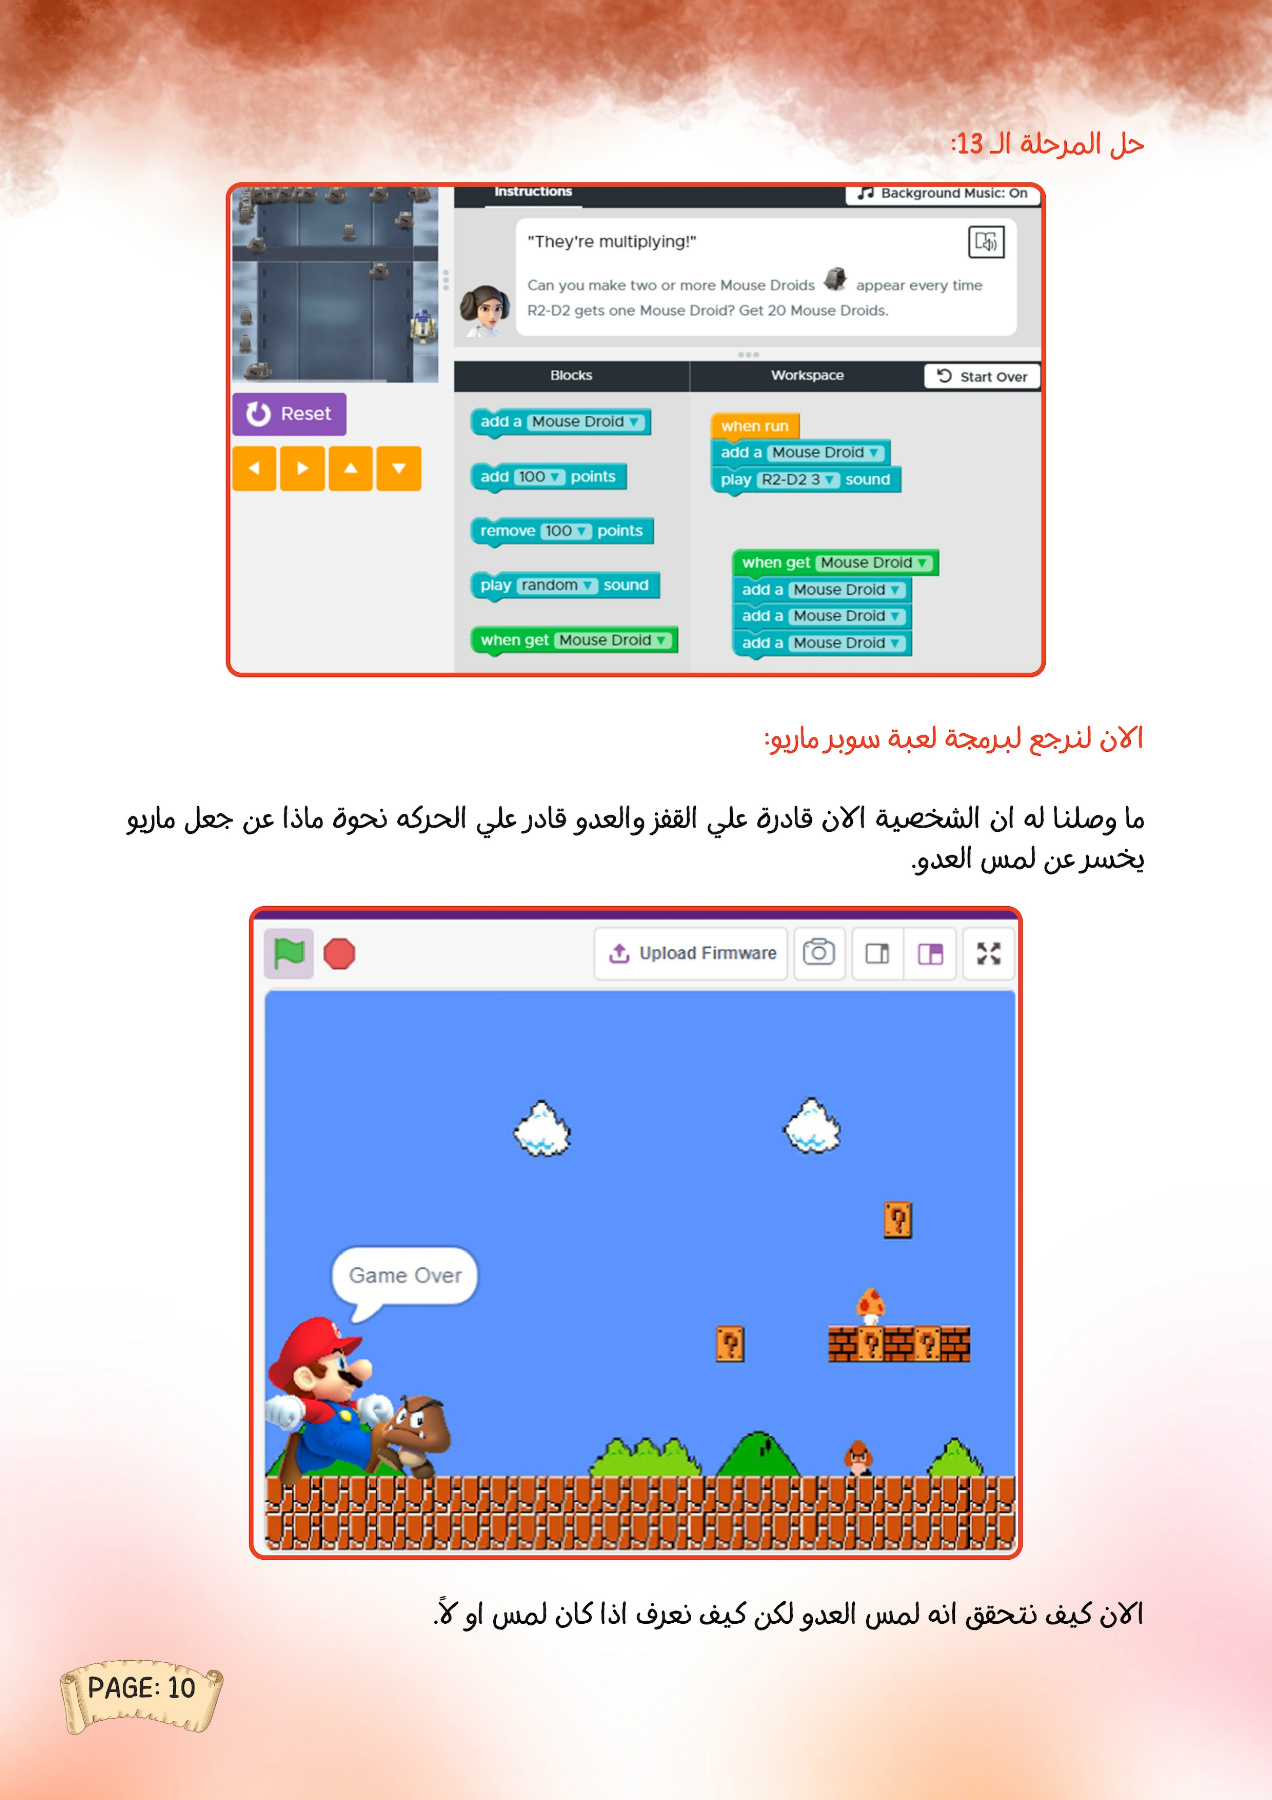 حل المرحلة الـ 13:
Instructions
Background Music: On
"They're multiplying!"
Can you make two or more Mouse Droids appear every time
R2-D2 gets one Mouse Droid? Get 20 Mouse Droids.
Blocks
Workspace
Start Over
Reset
add a Mouse Droid
add 100 points
remove 100 points
play random sound
when get Mouse Droid
when run
add a Mouse Droid
play R2-D2 3 sound
when get Mouse Droid
add a Mouse Droid
add a Mouse Droid
add a Mouse Droid
الان لنرجع لبرمجة لعبة سوبر ماريو:
ما وصلنا له ان الشخصية الان قادرة علي القفز والعدو قادر علي الحركه نحوة ماذا عن جعل ماريو
يخسر عن لمس العدو.
Upload Firmware
?
Game Over
?
?
?
الان كيف نتحقق انه لمس العدو لكن كيف نعرف اذا كان لمس او لاً.
PAGE: 10